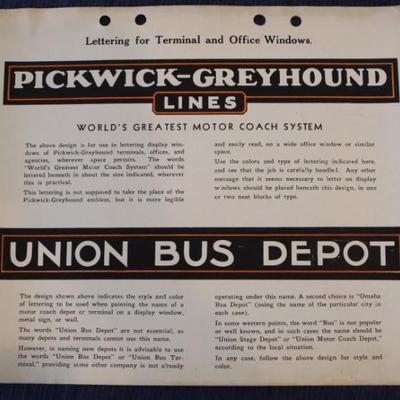 Lettering for Terminal and Office Windows.
PICKWICK-GREYHOUND
LINES
WORLD'S GREATEST MOTOR COACH SYSTEM
The above design is for use in lettering display win-
dows of Pickwick-Greyhound terminals, offices, and
agencies, wherever space permits. The words
"World's Greatest Motor Coach System" should be
lettered beneath in about the size indicated, wherever
this is practical.
This lettering is not supposed to take the place of the
Pickwick-Greyhound emblem, but it is more legible
and easily read, on a wide office window or similar
space.
Use the colors and type of lettering indicated here,
and see that the job is carefully handled. Any other
message that it seems necessary to letter on display
windows should be placed beneath this design, in one
or two neat blocks of type.
UNION BUS DEPOT
The design shown above indicates the style and color
of lettering to be used when painting the name of a
motor coach depot or terminal on a display window,
metal sign, or wall.
The words "Union Bus Depot" are not essential, as
many depots and terminals cannot use this name.
However, in naming new depots it is advisable to use
the words "Union Bus Depot" or "Union Bus Ter-
minal," providing some other company is not already
operating under this name. A second choice is "Omaha
Bus Depot" (using the name of the particular city in
each case).
In some western points, the word "Bus" is not popular
or well known, and in such cases the name should be
"Union Stage Depot" or "Union Motor Coach Depot,"
according to the local situation.
In any case, follow the above design for style and
color.